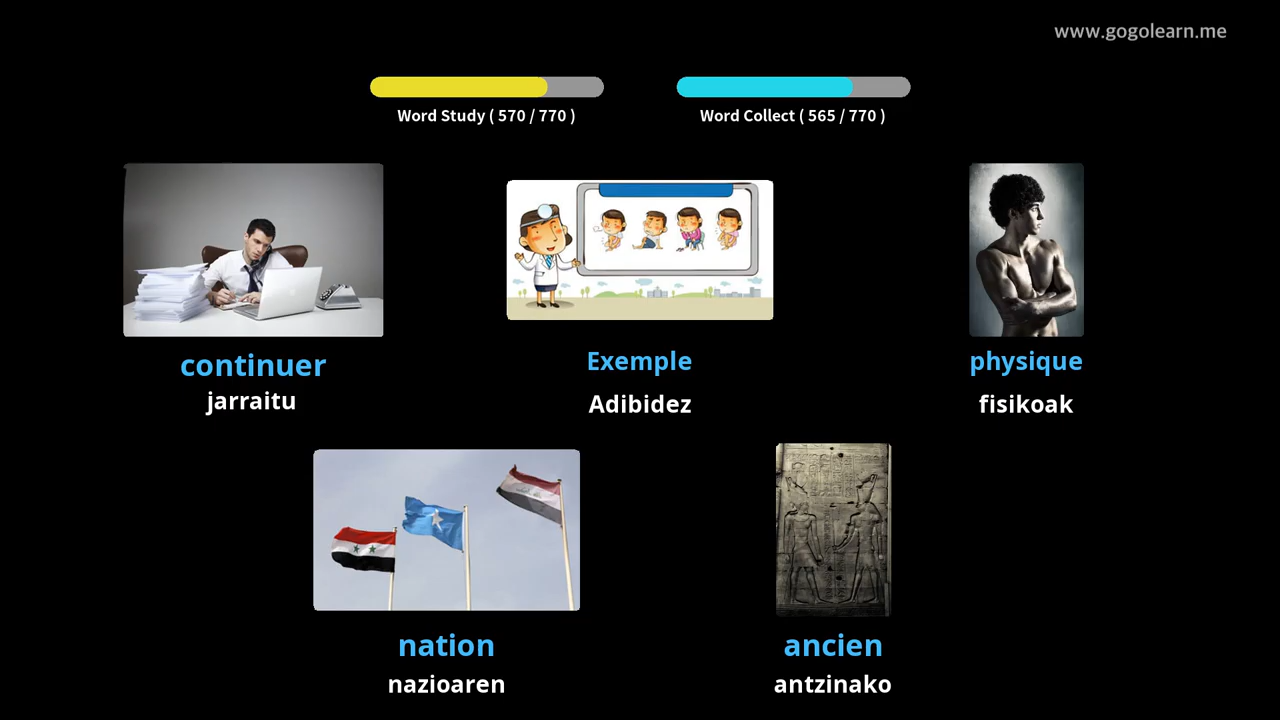 www.gogolearn.me
Word Study ( 570 / 770 )
Word Collect ( 565 / 770 )
continuer
jarraitu
Exemple
Adibidez
physique
fisikoak
nation
nazioaren
ancien
antzinako